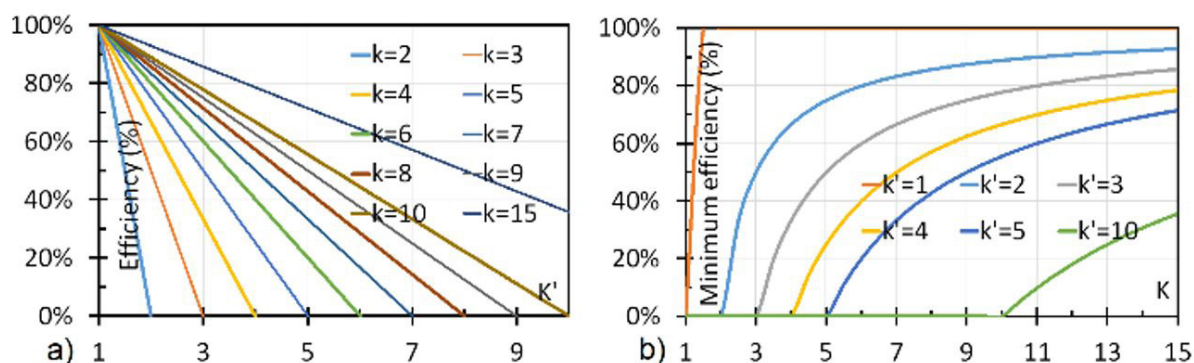 100%
80%
60%
40%
20%
0%
Efficiency (%)
k=2 k=3
k=4 k=5
k=6 k=7
k=8 k=9
k=10 k=15
K'
1 3 5 7 9
a)
100%
80%
60%
40%
20%
0%
Minimum efficiency (%)
k'=1 k'=2 k'=3
k'=4 k'=5 k'=10
K
1 3 5 7 9 11 13 15
b)